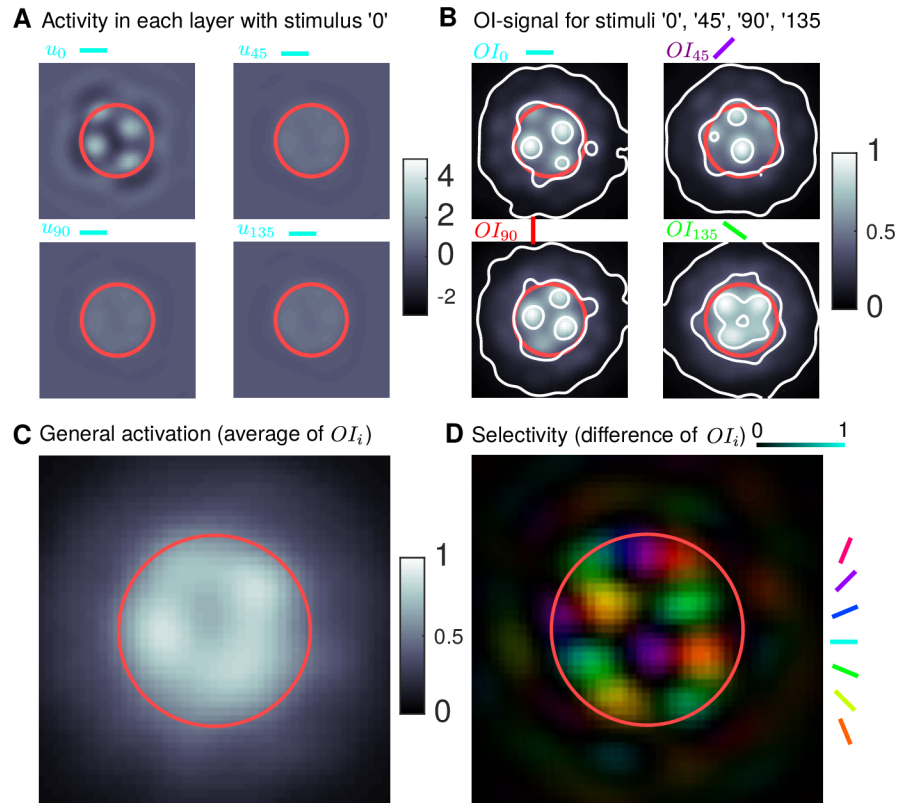 A Activity in each layer with stimulus '0'
u0
u45
u90
u135
4
2
0
-2
B OI-signal for stimuli '0', '45', '90', '135
OI0
OI45
OI90
OI135
1
0.5
0
C General activation (average of OIi)
1
0.5
0
D Selectivity (difference of OIi)
0 1